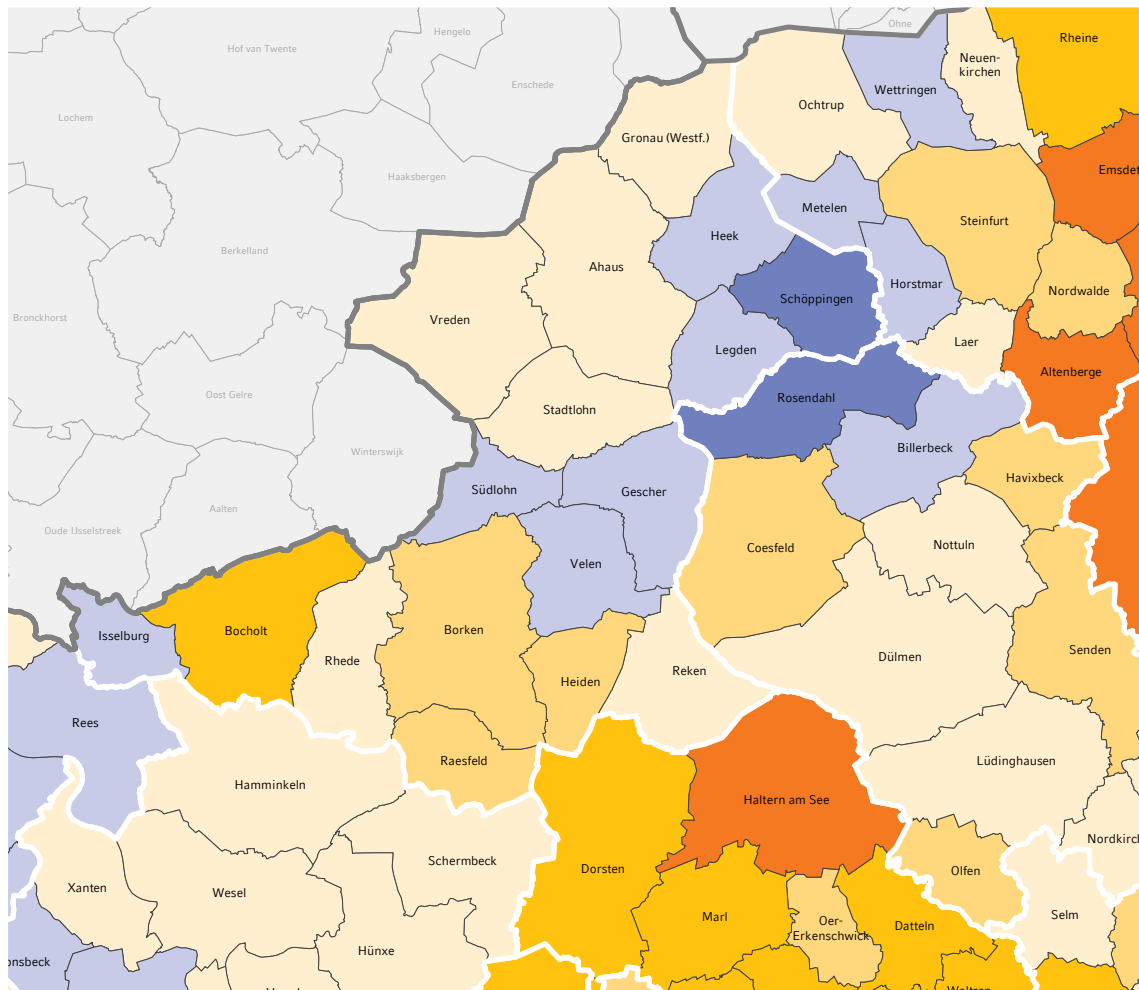 Ohne
Hengelo
Rheine
Hof van Twente
Neuen-
kirchen
Enschede
Wettringen
Ochtrup
Lochem
Gronau (Westf.)
Emsdet
Haaksbergen
Metelen
Steinfurt
Heek
Berkelland
Ahaus
Horstmar
Nordwalde
Schöppingen
Bronckhorst
Vreden
Laer
Legden
Altenberge
Oost Gelre
Rosendahl
Stadtlohn
Billerbeck
Winterswijk
Havixbeck
Südlohn
Gescher
Aalten
Oude IJsselstreek
Nottuln
Coesfeld
Velen
Isselburg
Bocholt
Borken
Senden
Dülmen
Rhede
Reken
Heiden
Rees
Raesfeld
Lüdinghausen
Hamminkeln
Haltern am See
Nordkirch
Schermbeck
Dorsten
Olfen
Xanten
Wesel
Marl
Selm
Oer-
Erkenschwick
Datteln
Hünxe
onsbeck